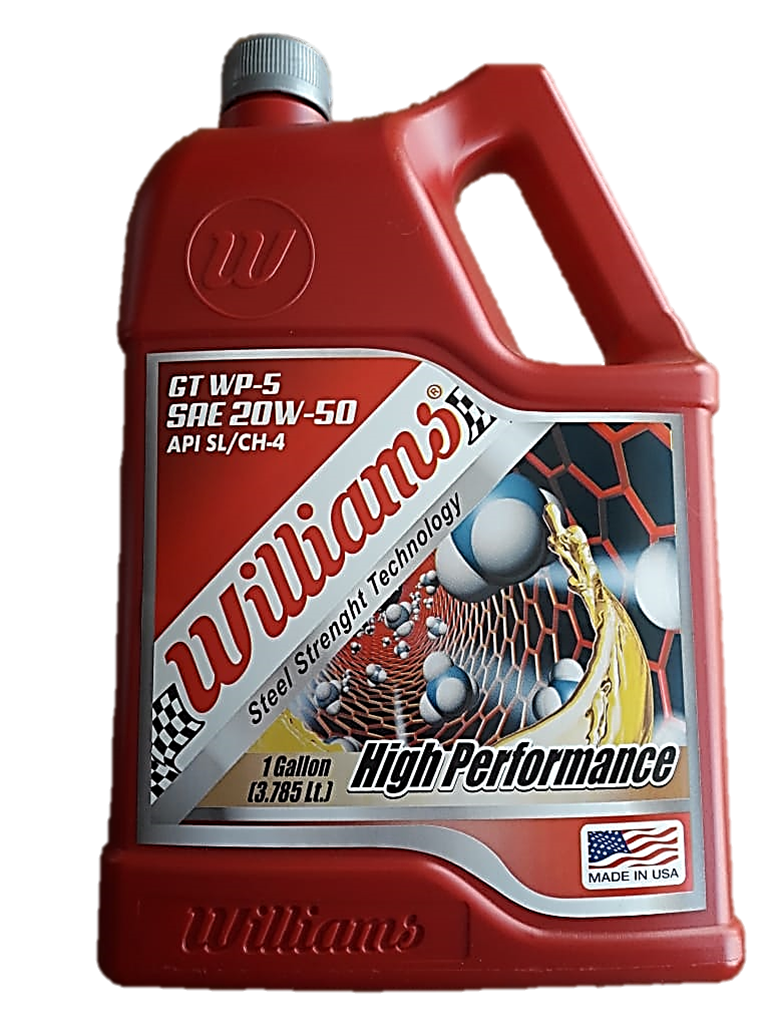 W
GT WP-5
SAE 20W-50
API SL/CH-4
Williams®
Steel Strenght Technology
1 Gallon
(3.785 Lt.)
High Performance
MADE IN USA
Williams